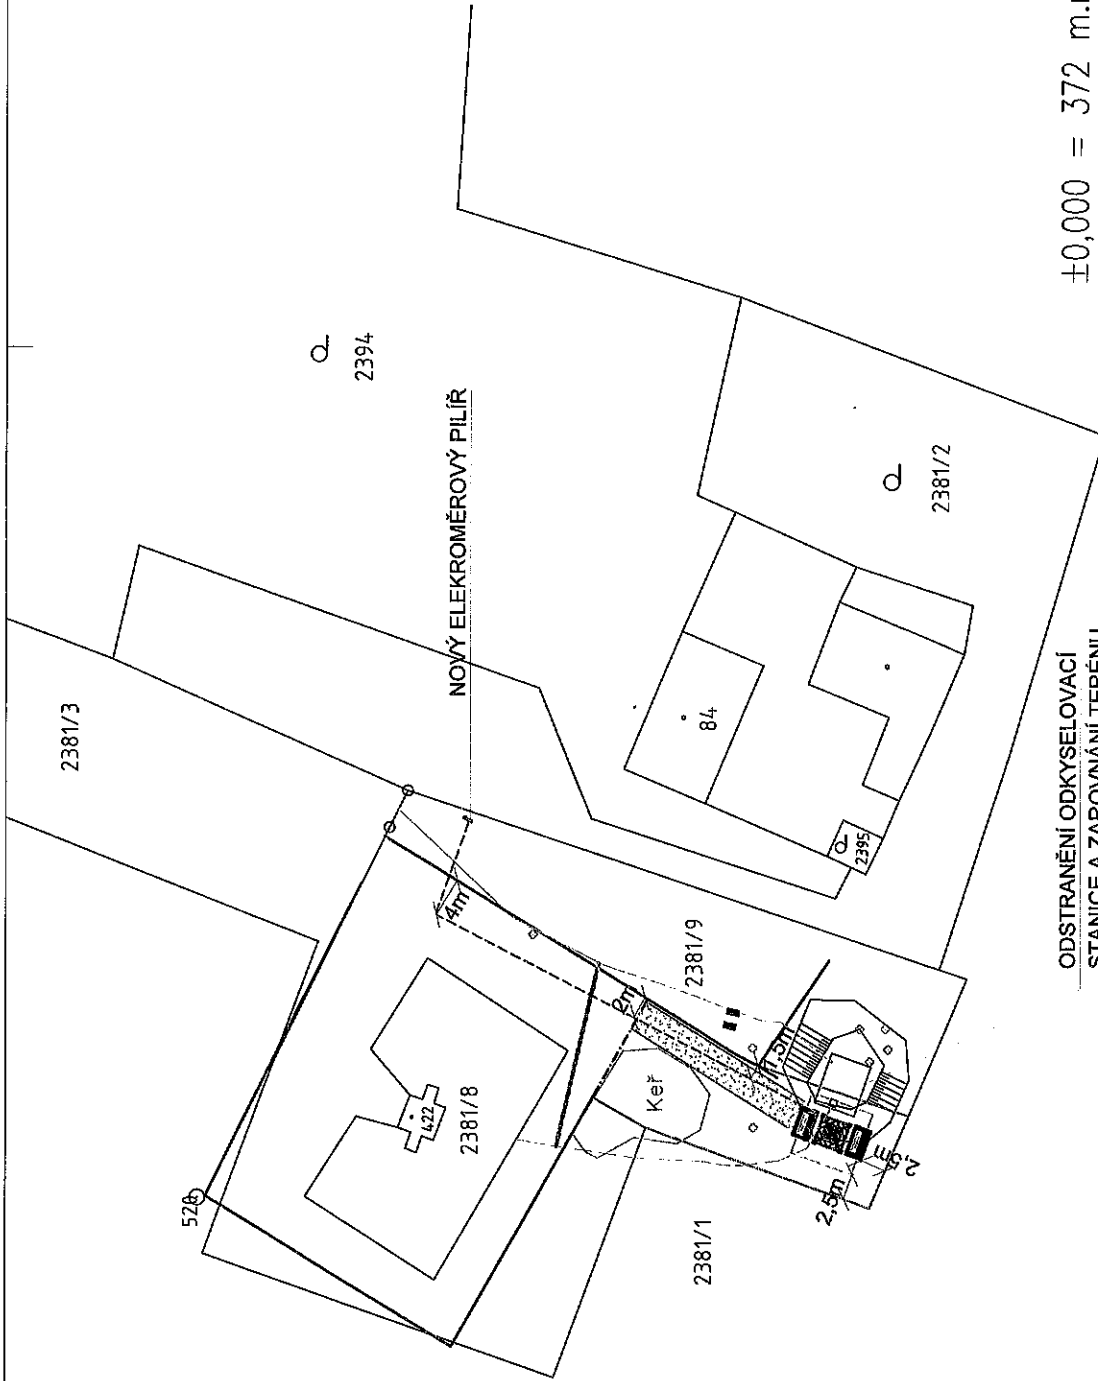 2381/3
2394
NOVÝ ELEKROMĚROVÝ PILÍŘ
520
422
2381/8
4m
84
2381/2
2395
2381/9
2m
Keř
1,5m
2381/1
2,5m
2,5m
±0,000 = 372 m.
ODSTRANĚNÍ ODKYSELOVACÍ
STANICE A ZAROVNÁNÍ TERÉNU